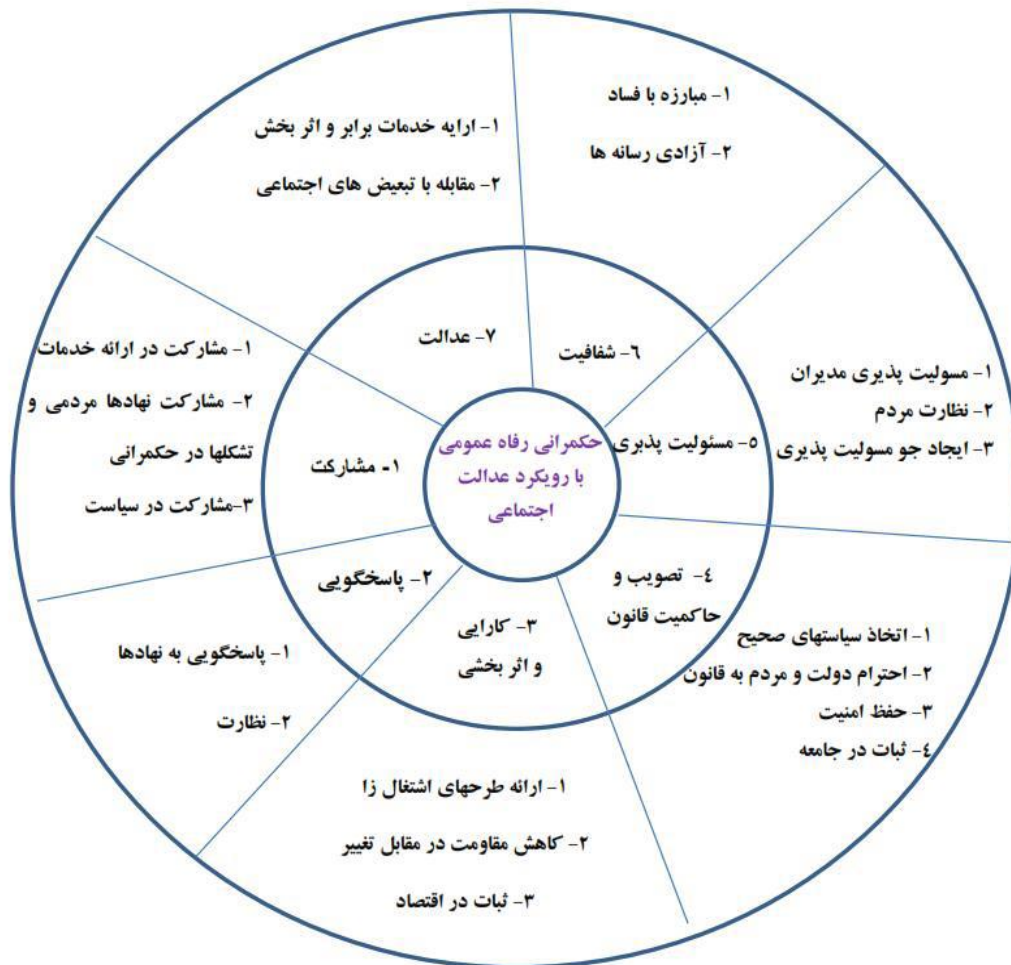 حکمرانی رفاه عمومی
با رویکرد عدالت
اجتماعی
۱- مشارکت
۱- مشارکت در ارائه خدمات
۲- مشارکت نهادها مردمی و
تشکلها در حکمرانی
۳-مشارکت در سیاست
۲- پاسخگویی
۱- پاسخگویی به نهادها
۲- نظارت
۳- کارایی
و اثر بخشی
۱- ارائه طرحهای اشتغال زا
۲- کاهش مقاومت در مقابل تغییر
۳- ثبات در اقتصاد
٤- تصویب و
حاکمیت قانون
۱- اتخاذ سیاستهای صحیح
۲- احترام دولت و مردم به قانون
۳- حفظ امنیت
٤- ثبات در جامعه
٥- مسئولیت پذیری
۱- مسولیت پذیری مدیران
۲- نظارت مردم
۳- ایجاد جو مسولیت پذیری
٦- شفافیت
۱- مبارزه با فساد
۲- آزادی رسانه ها
۷- عدالت
۱- ارایه خدمات برابر و اثر بخش
۲- مقابله با تبعیض های اجتماعی